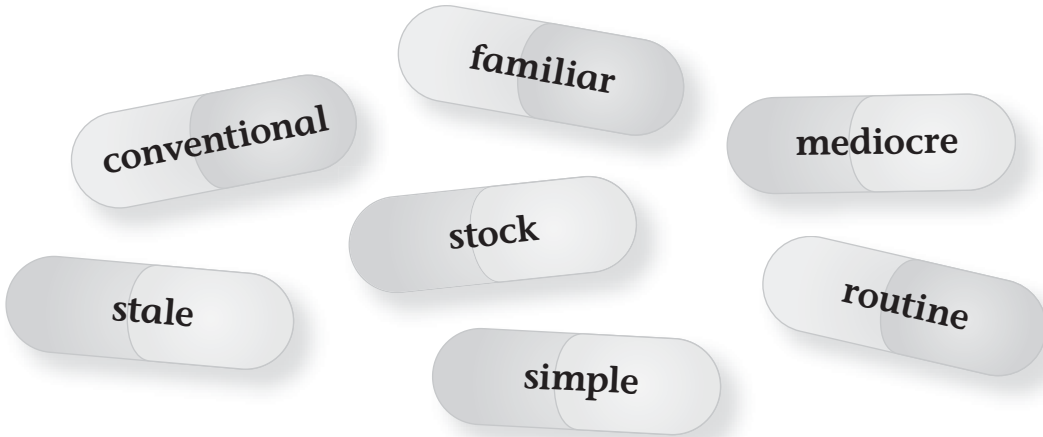 familiar
conventional
mediocre
stock
stale
routine
simple